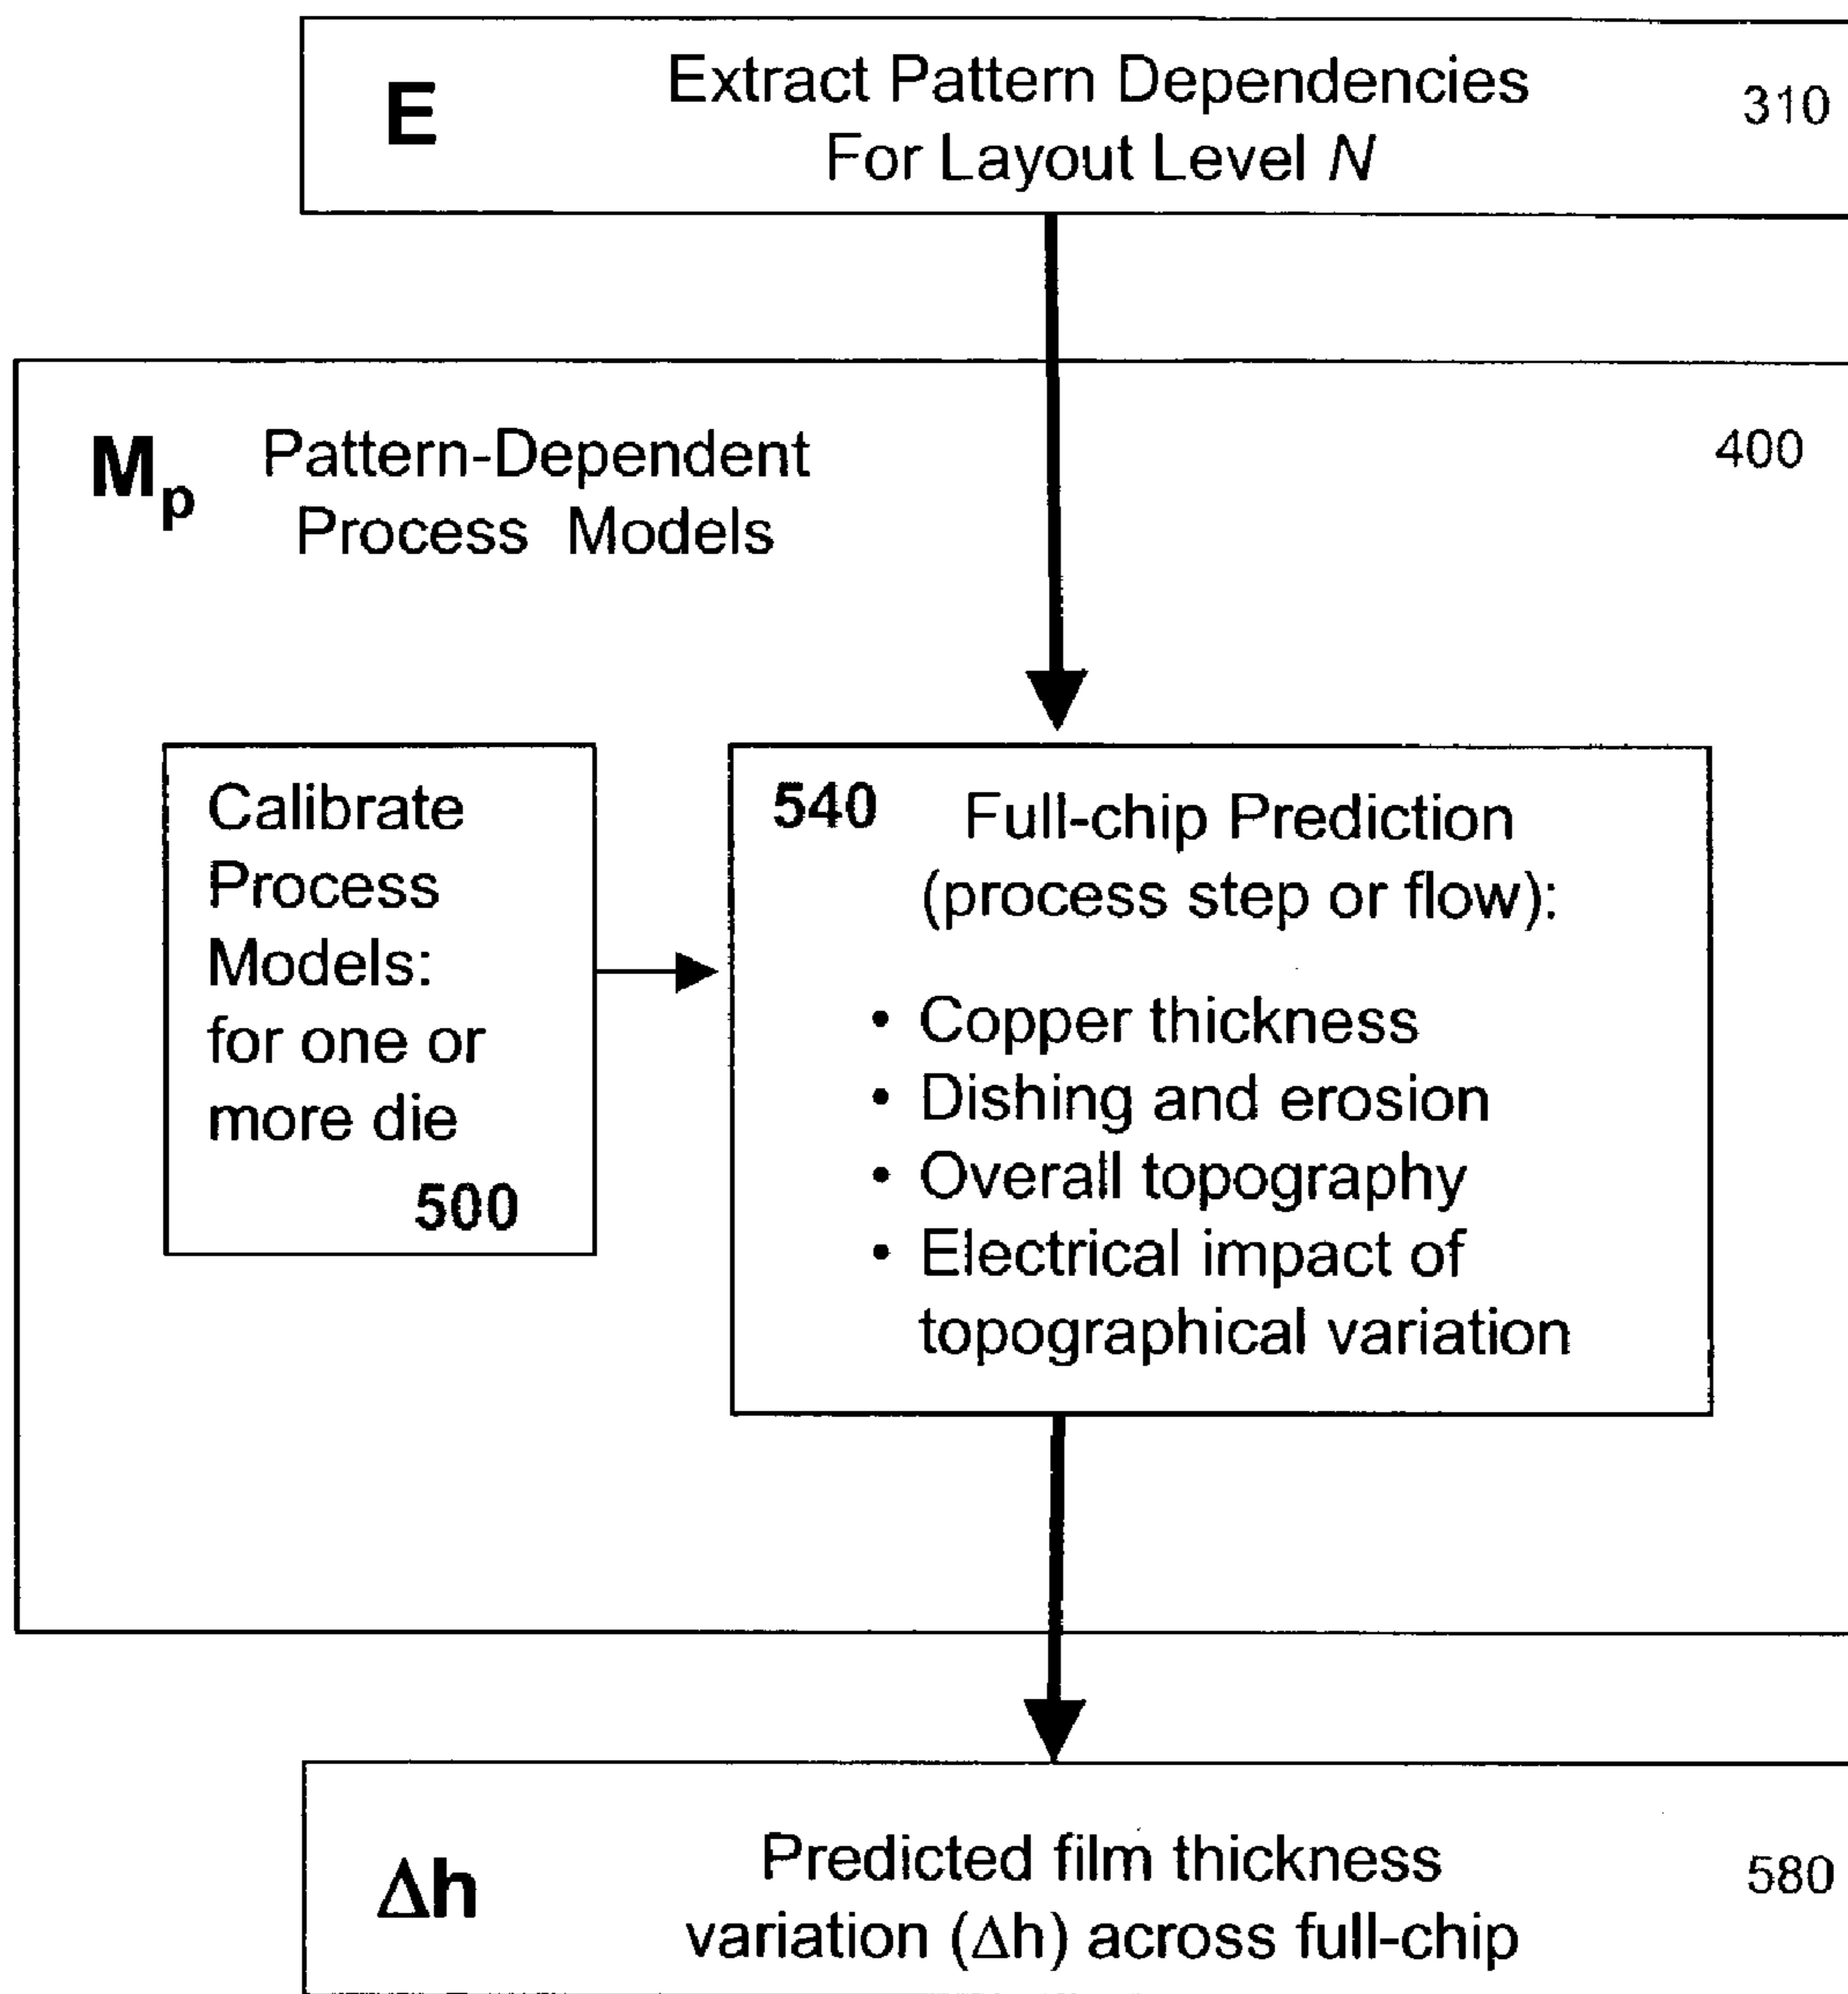 E Extract Pattern Dependencies 310
For Layout Level N
Mp Pattern-Dependent 400
Process Models
Calibrate
Process
Models:
for one or
more die
500
540 Full-chip Prediction
(process step or flow):
• Copper thickness
• Dishing and erosion
• Overall topography
• Electrical impact of
topographical variation
Δh Predicted film thickness 580
variation (Δh) across full-chip